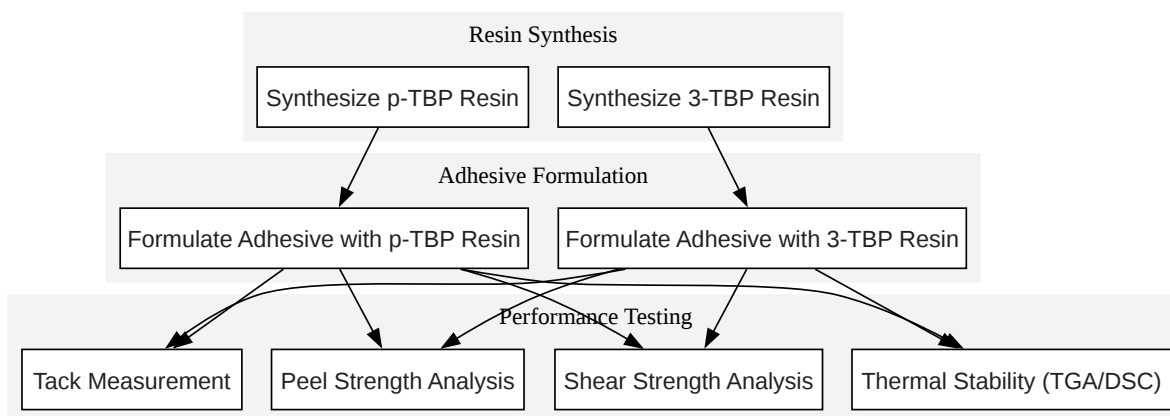 Resin Synthesis
Synthesize p-TBP Resin
Synthesize 3-TBP Resin
Adhesive Formulation
Formulate Adhesive with p-TBP Resin
Formulate Adhesive with 3-TBP Resin
Performance Testing
Tack Measurement
Peel Strength Analysis
Shear Strength Analysis
Thermal Stability (TGA/DSC)